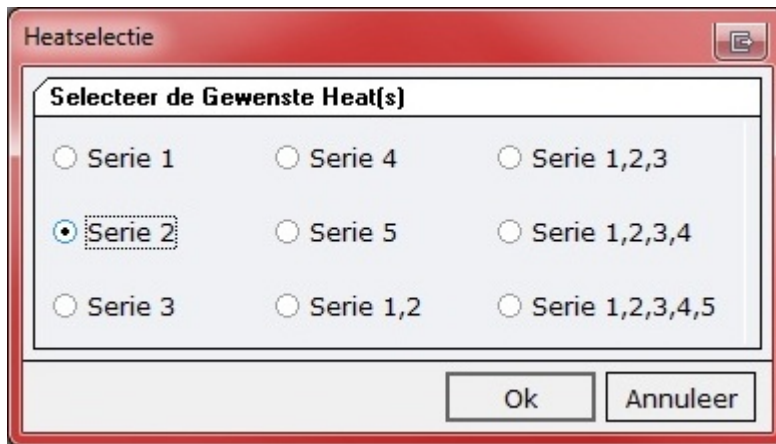 Heatselectie
Selecteer de Gewenste Heat(s)
Serie 1
Serie 4
Serie 1,2,3
Serie 2
Serie 5
Serie 1,2,3,4
Serie 3
Serie 1,2
Serie 1,2,3,4,5
Ok
Annuleer